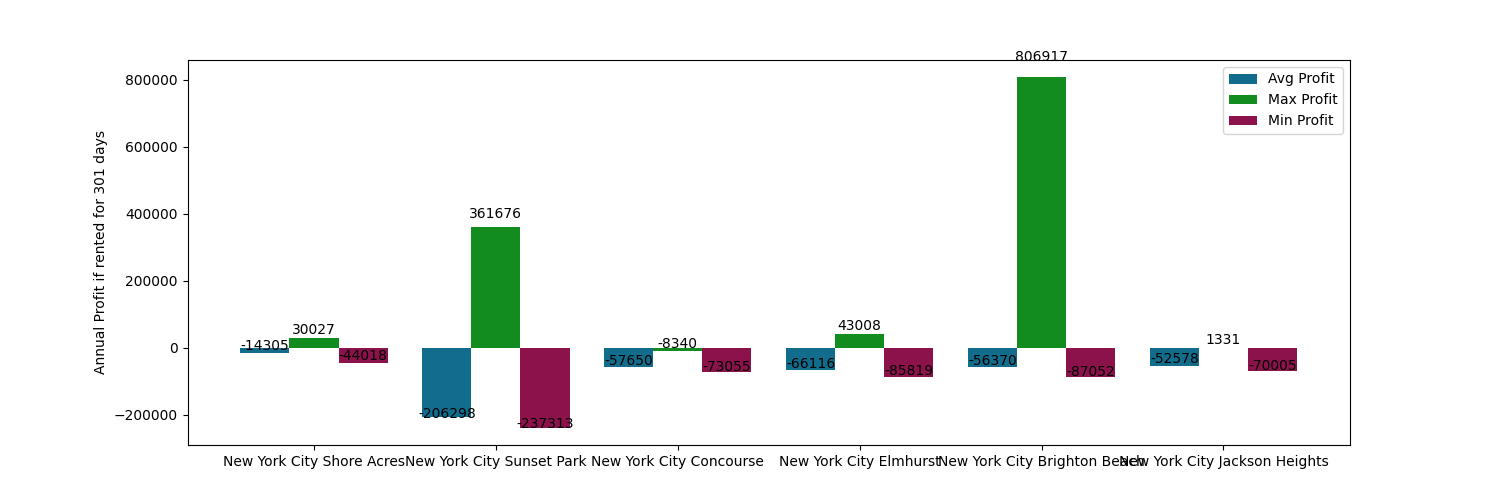 806917
Avg Profit
Max Profit
Min Profit
Annual Profit if rented for 301 days
800000
600000
400000
200000
0
−200000
361676
30027
-14305
-44018
-206298
-237313
-8340
-57650
-73055
43008
-66116
-85819
-56370
-87052
1331
-52578
-70005
New York City Shore Acres
New York City Sunset Park
New York City Concourse
New York City Elmhurst
New York City Brighton Beach
New York City Jackson Heights